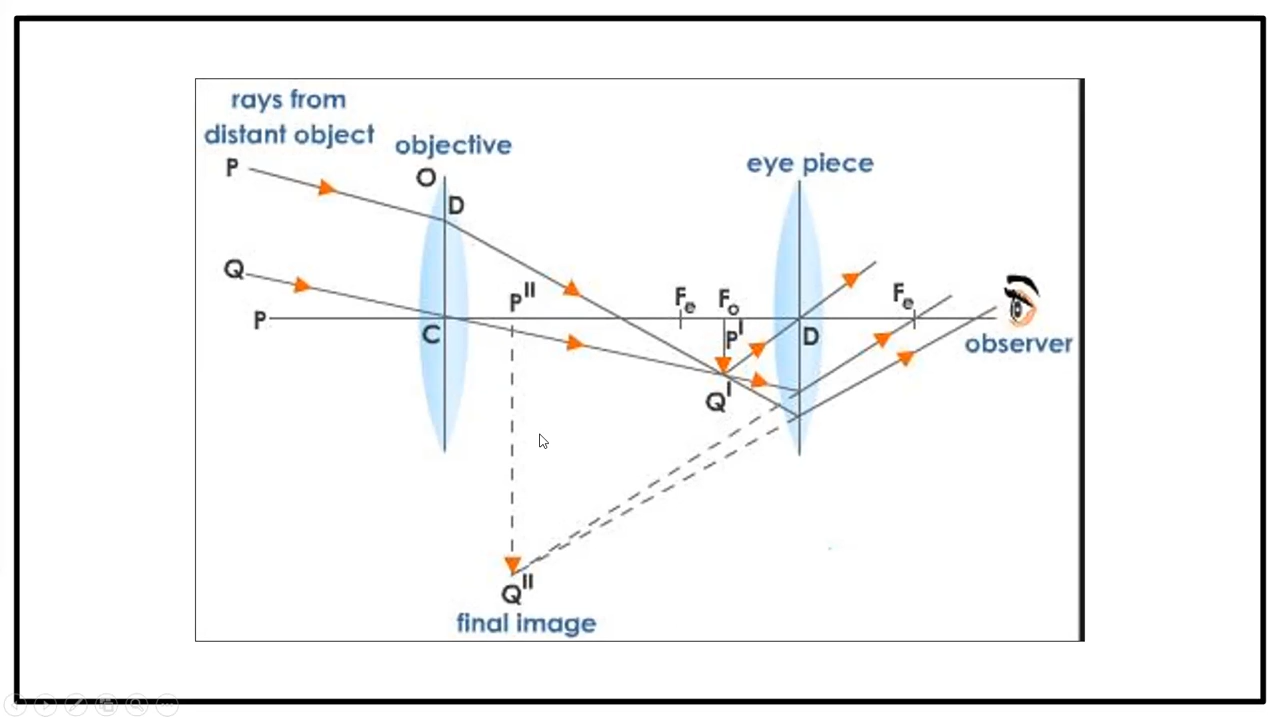 rays from
distant object
objective
eye piece
P
O
D
Q
P
P^II
C
F_e
F_o
P^I
Q^I
D
F_e
observer
Q^II
final image